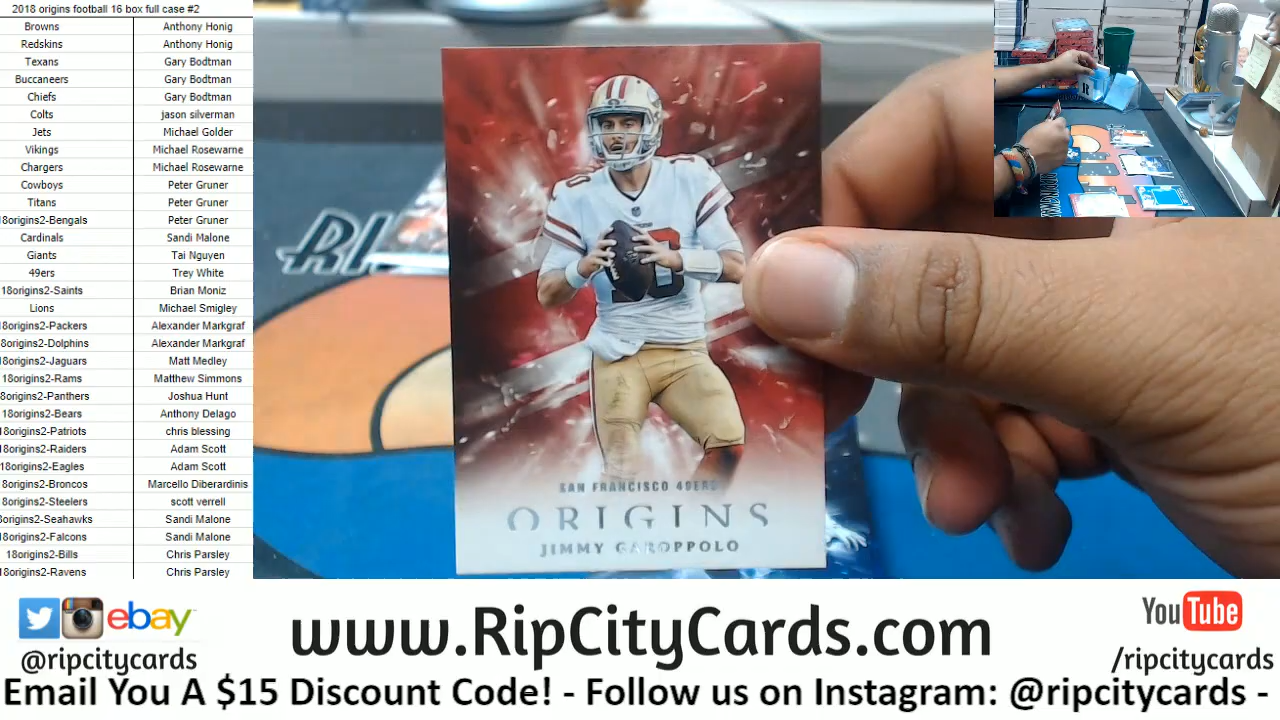 2018 origins football 16 box full case #2
Browns Anthony Honig
Redskins Anthony Honig
Texans Gary Bodtman
Buccaneers Gary Bodtman
Chiefs Gary Bodtman
Colts jason silverman
Jets Michael Golder
Vikings Michael Rosewarne
Chargers Michael Rosewarne
Cowboys Peter Gruner
Titans Peter Gruner
18origins2-Bengals Peter Gruner
Cardinals Sandi Malone
Giants Tai Nguyen
49ers Trey White
18origins2-Saints Brian Moniz
Lions Michael Smigley
8origins2-Packers Alexander Markgraf
8origins2-Dolphins Alexander Markgraf
8origins2-Jaguars Matt Medley
18origins2-Rams Matthew Simmons
8origins2-Panthers Joshua Hunt
18origins2-Bears Anthony Delago
8origins2-Patriots chris blessing
18origins2-Raiders Adam Scott
18origins2-Eagles Adam Scott
8origins2-Broncos Marcello Diberardinis
8origins2-Steelers scott verrell
8origins2-Seahawks Sandi Malone
8origins2-Falcons Sandi Malone
18origins2-Bills Chris Parsley
18origins2-Ravens Chris Parsley
RI
10
SAN FRANCISCO 49ERS
ORIGINS
JIMMY GAROPPOLO
ebay
@ripcitycards
www.RipCityCards.com
YouTube
/ripcitycards
Email You A $15 Discount Code! - Follow us on Instagram: @ripcitycards -